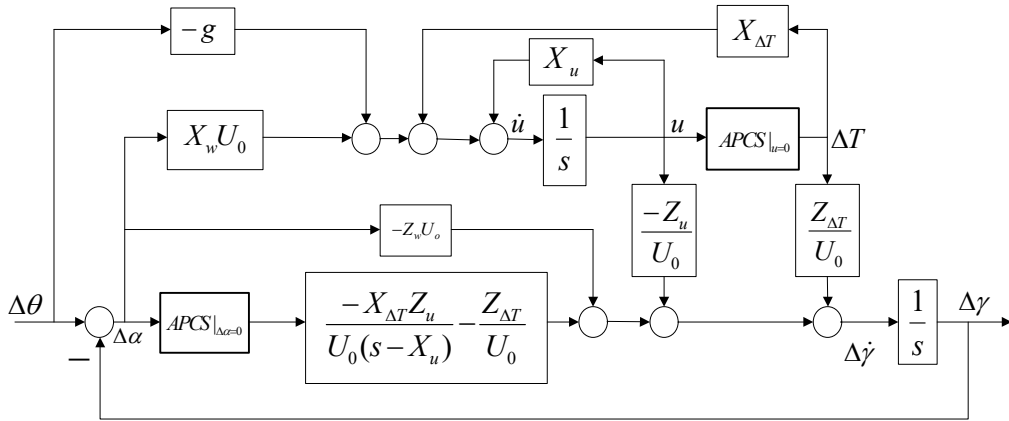 −g
X_{ΔT}
X_u
X_w U_0
u̇
1/s
u
APCS|_{u=0}
ΔT
−Z_u/U_0
Z_{ΔT}/U_0
−Z_w U_o
Δθ
−
Δα
APCS|_{Δα=0}
−X_{ΔT}Z_u/U_0(s−X_u) − Z_{ΔT}/U_0
Δγ̇
1/s
Δγ